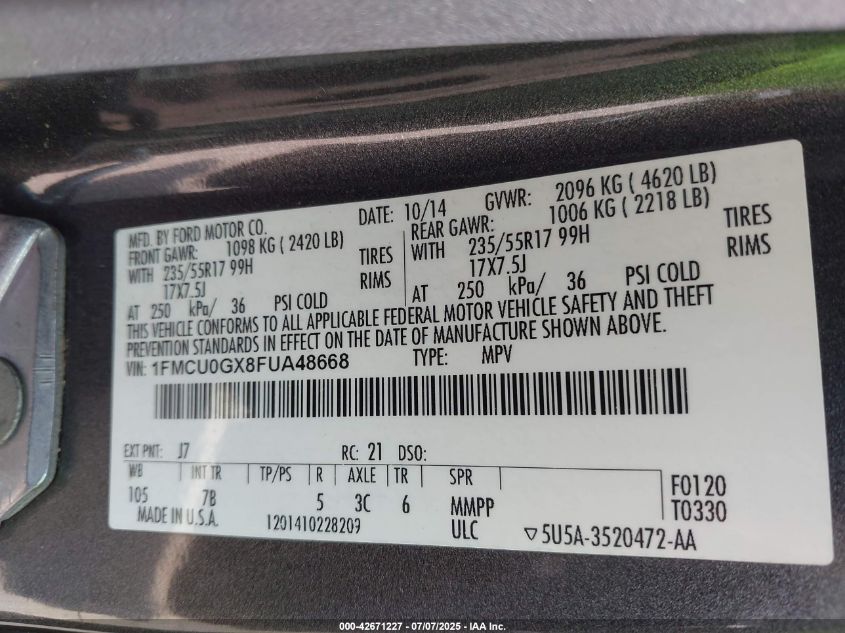 MFD. BY FORD MOTOR CO.
DATE: 10/14
GVWR: 2096 KG ( 4620 LB)
FRONT GAWR: 1098 KG ( 2420 LB)
WITH 235/55R17 99H TIRES
17X7.5J RIMS
AT 250 kPa/ 36 PSI COLD
REAR GAWR: 1006 KG ( 2218 LB)
WITH 235/55R17 99H TIRES
17X7.5J RIMS
AT 250 kPa/ 36 PSI COLD
THIS VEHICLE CONFORMS TO ALL APPLICABLE FEDERAL MOTOR VEHICLE SAFETY AND THEFT
PREVENTION STANDARDS IN EFFECT ON THE DATE OF MANUFACTURE SHOWN ABOVE.
VIN: 1FMCU0GX8FUA48668 TYPE: MPV
EXT PNT: J7 RC: 21 DSO:
WB INT TR TP/PS R AXLE TR SPR
105 7B 5 3C 6 MMPP
F0120
T0330
MADE IN U.S.A. 1201410228209 ULC ▽5U5A-3520472-AA
000-42671227 | 07/07/2025 - IAA Inc.